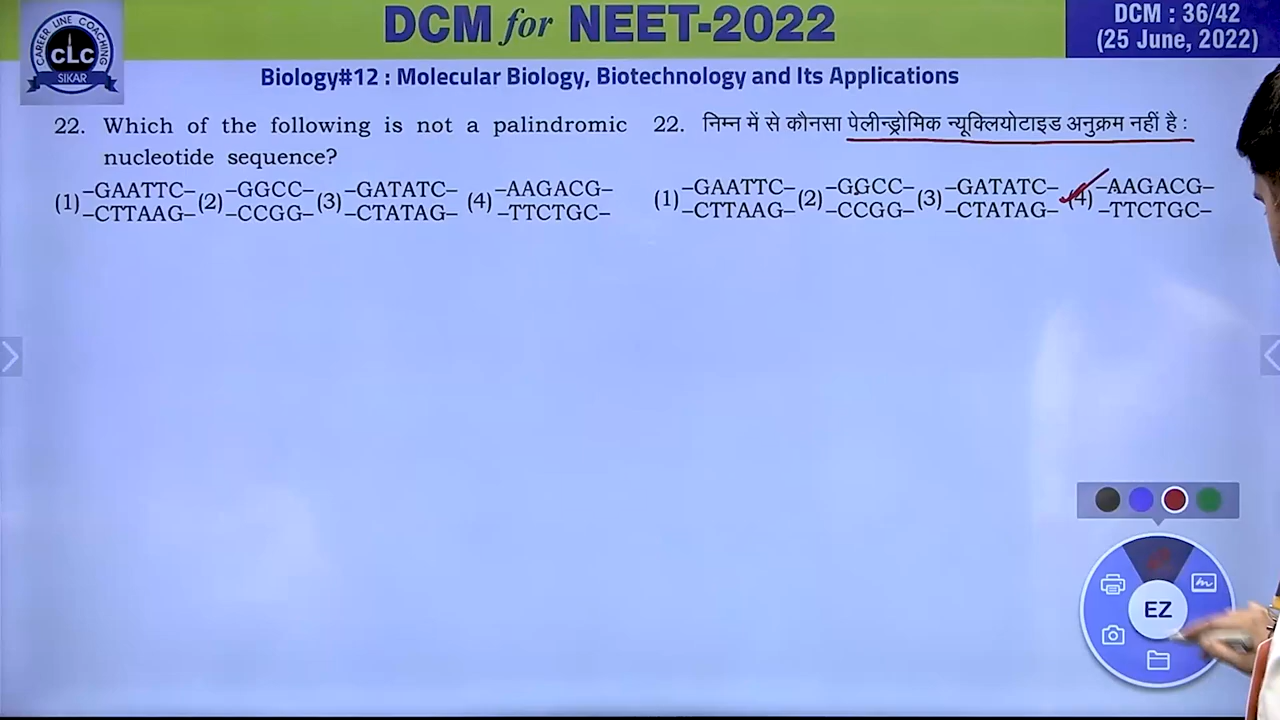 CAREER LINE COACHING
CLC
SIKAR
DCM for NEET-2022
DCM : 36/42
(25 June, 2022)
Biology#12 : Molecular Biology, Biotechnology and Its Applications
22. Which of the following is not a palindromic
nucleotide sequence?
(1) –GAATTC– (2) –GGCC– (3) –GATATC– (4) –AAGACG–
–CTTAAG– –CCGG– –CTATAG– –TTCTGC–
22. निम्न में से कौनसा पेलीन्ड्रोमिक न्यूक्लियोटाइड अनुक्रम नहीं है :
(1) –GAATTC– (2) –GGCC– (3) –GATATC– (4) –AAGACG–
–CTTAAG– –CCGG– –CTATAG– –TTCTGC–
EZ